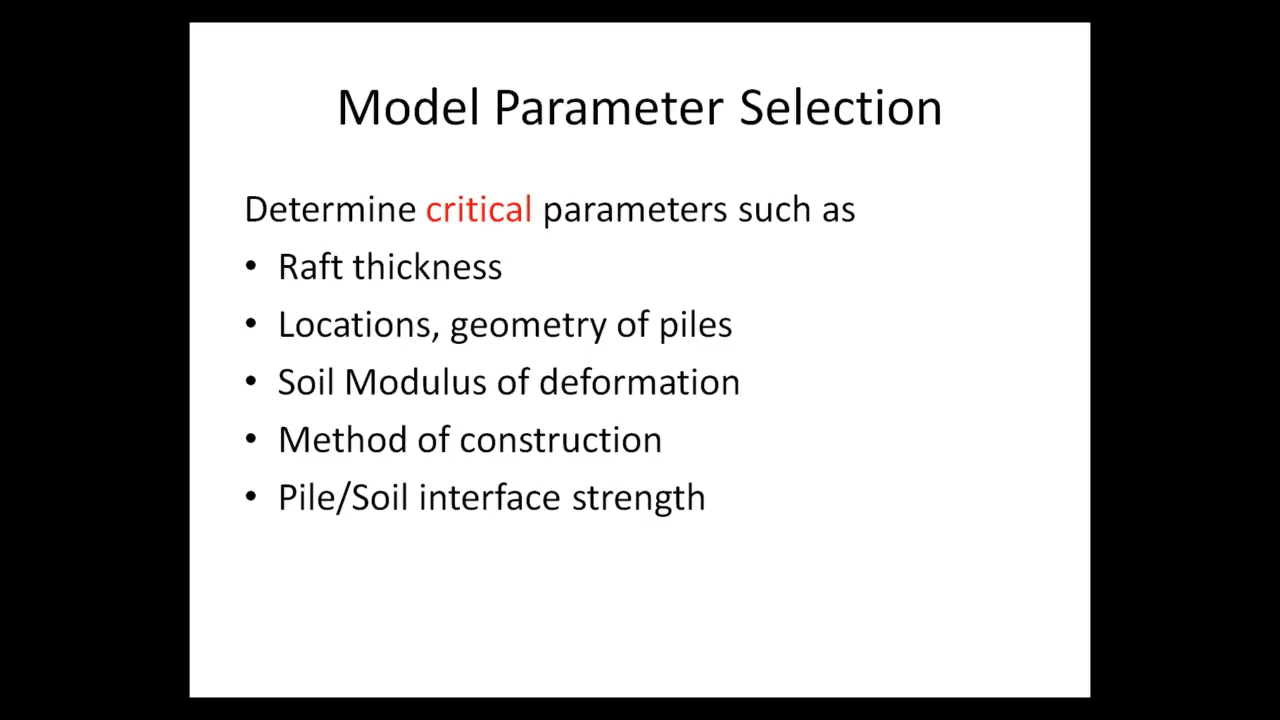 Model Parameter Selection
Determine critical parameters such as
• Raft thickness
• Locations, geometry of piles
• Soil Modulus of deformation
• Method of construction
• Pile/Soil interface strength